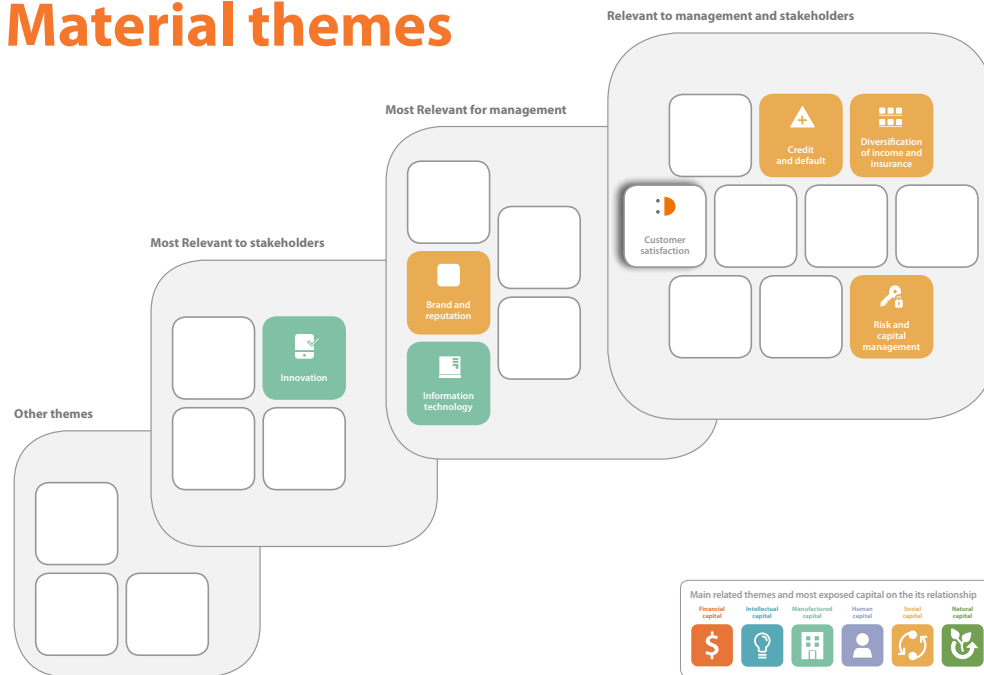 Material themes
Relevant to management and stakeholders
Credit
and default
Diversification
of income and
insurance
Customer
satisfaction
Risk and
capital
management
Most Relevant for management
Brand and
reputation
Information
technology
Most Relevant to stakeholders
Innovation
Other themes
Main related themes and most exposed capital on the its relationship
Financial
capital
Intellectual
capital
Manufactured
capital
Human
capital
Social
capital
Natural
capital